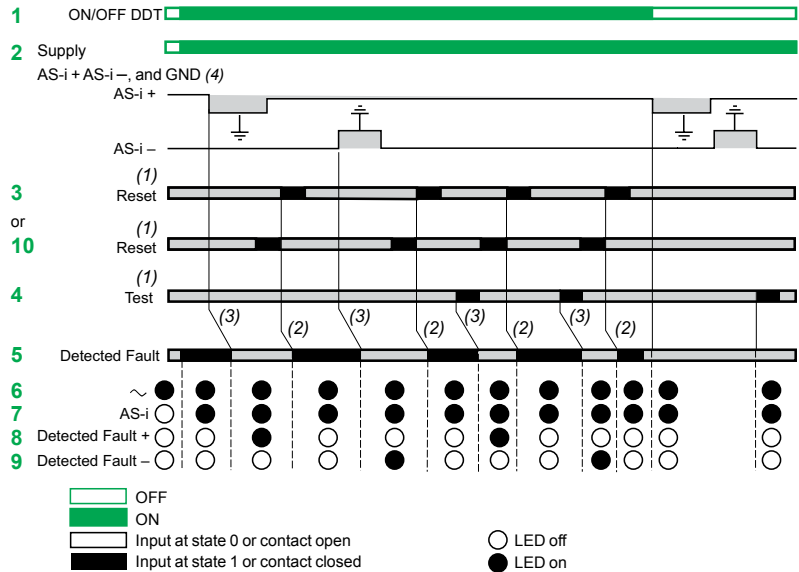 1 ON/OFF DDT
2 Supply
AS-i + AS-i –, and GND (4)
AS-i +
AS-i –
(1)
3 Reset
or
(1)
10 Reset
(1)
4 Test
(3) (2) (3) (2) (3) (2) (3) (2)
5 Detected Fault
6 ~
7 AS-i
8 Detected Fault +
9 Detected Fault –
OFF
ON
Input at state 0 or contact open
Input at state 1 or contact closed
LED off
LED on